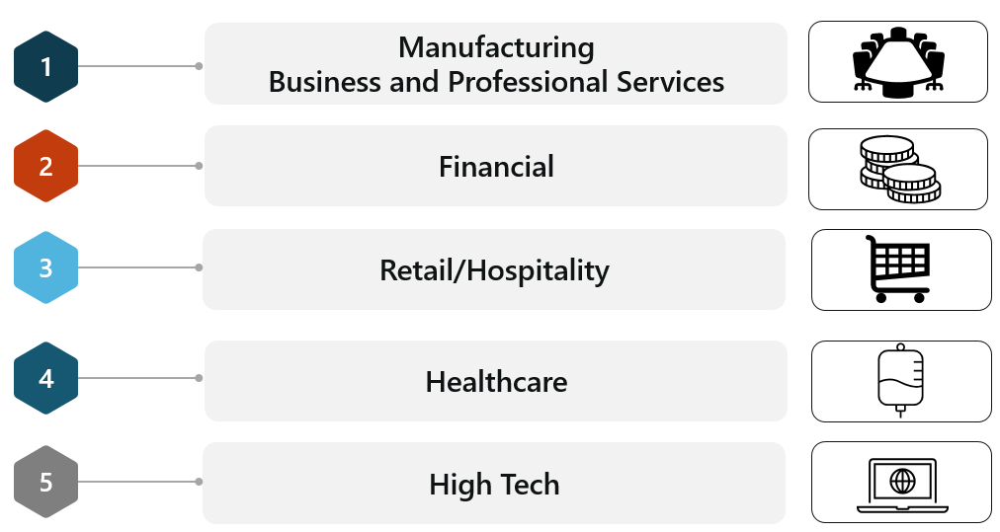 1
Manufacturing
Business and Professional Services
2
Financial
3
Retail/Hospitality
4
Healthcare
5
High Tech